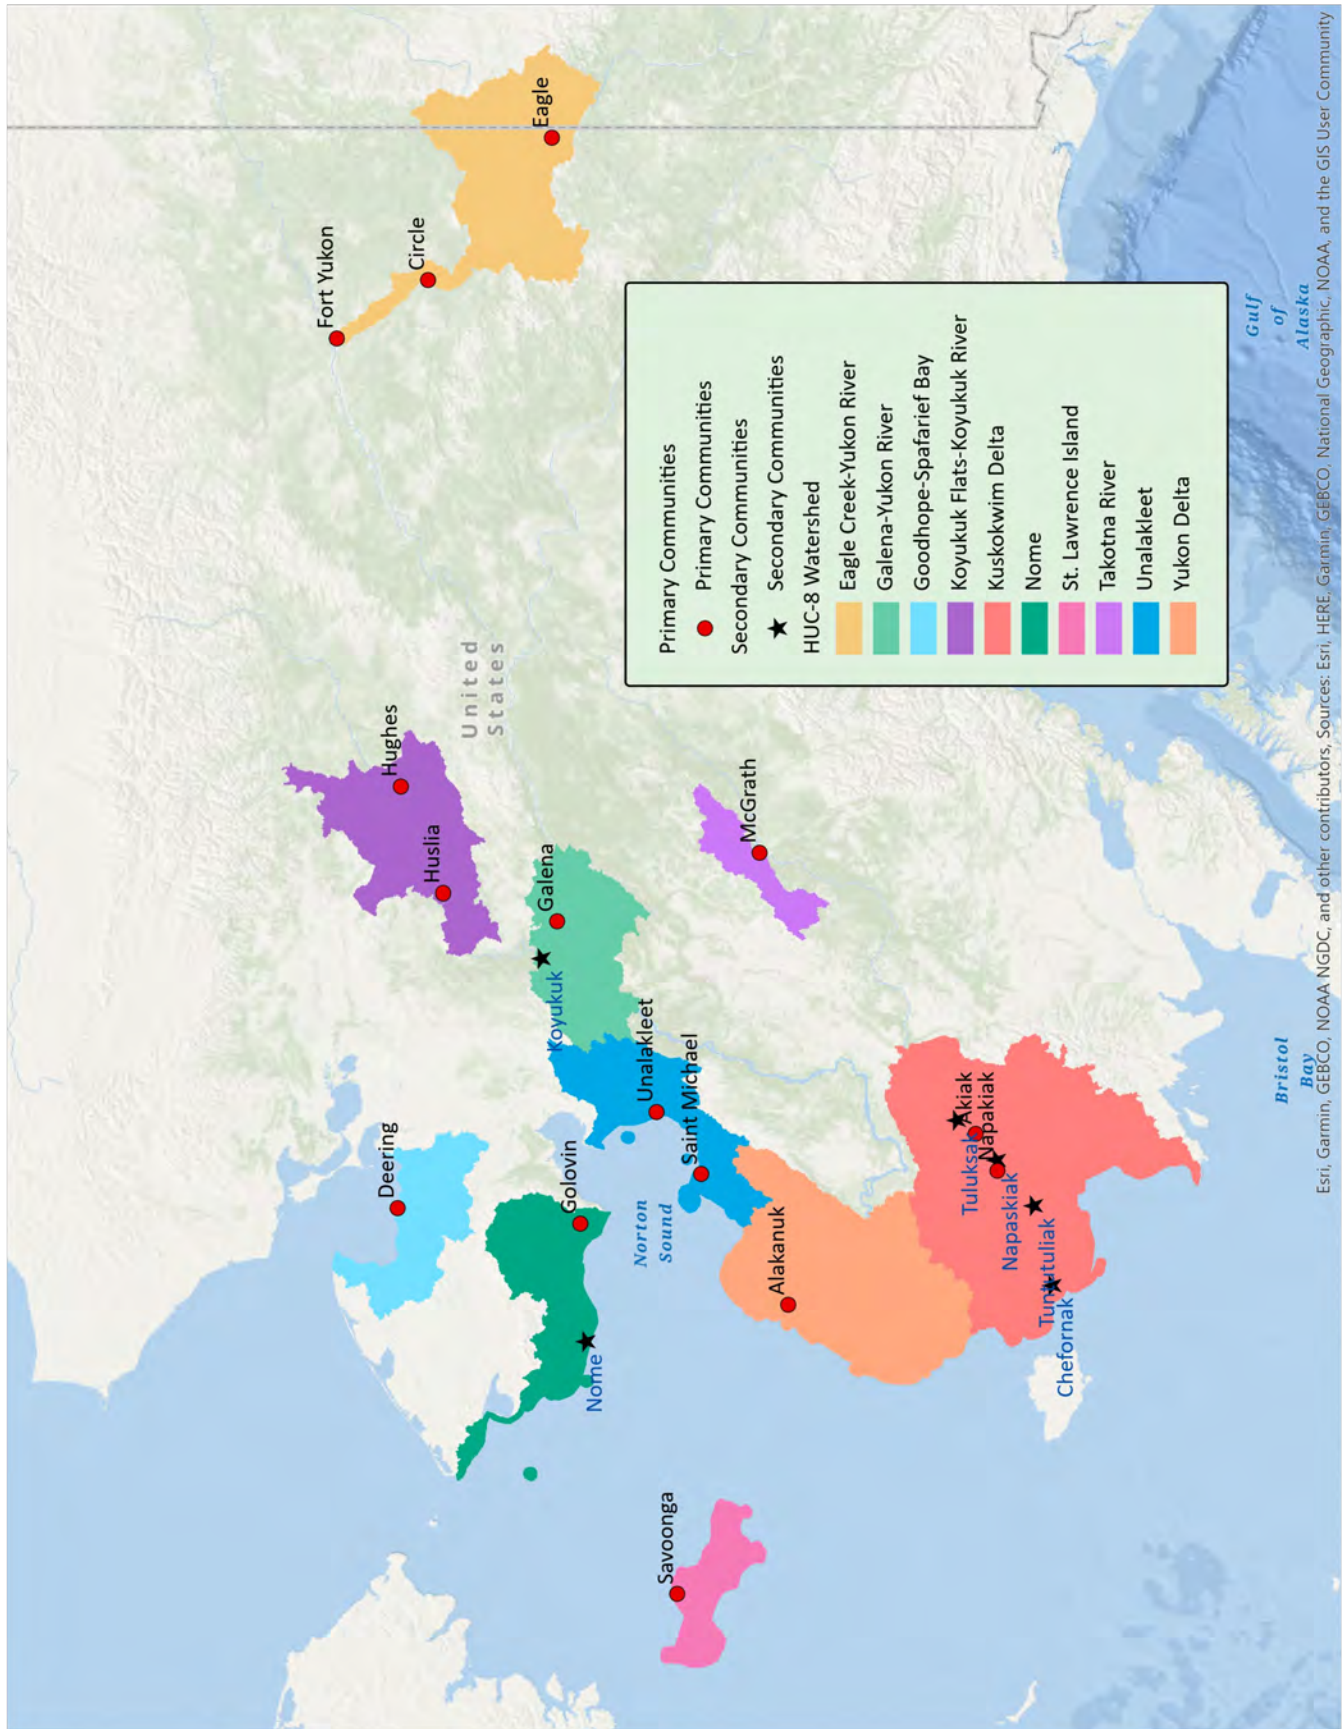 Fort Yukon
Circle
Eagle
Hughes
Huslia
United
States
Galena
Koyukuk
Deering
Golovin
Unalakleet
Saint Michael
Nome
Norton
Sound
McGrath
Savoonga
Alakanuk
Akiak
Tuluksak
Napakiak
Napaskiak
Tuntutuliak
Chefornak
Bristol
Bay
Gulf
of
Alaska
Primary Communities
Primary Communities
Secondary Communities
Secondary Communities
HUC-8 Watershed
Eagle Creek-Yukon River
Galena-Yukon River
Goodhope-Spafarief Bay
Koyukuk Flats-Koyukuk River
Kuskokwim Delta
Nome
St. Lawrence Island
Takotna River
Unalakleet
Yukon Delta
Esri, Garmin, GEBCO, NOAA NGDC, and other contributors, Sources: Esri, HERE, Garmin, GEBCO, National Geographic, NOAA, and the GIS User Community